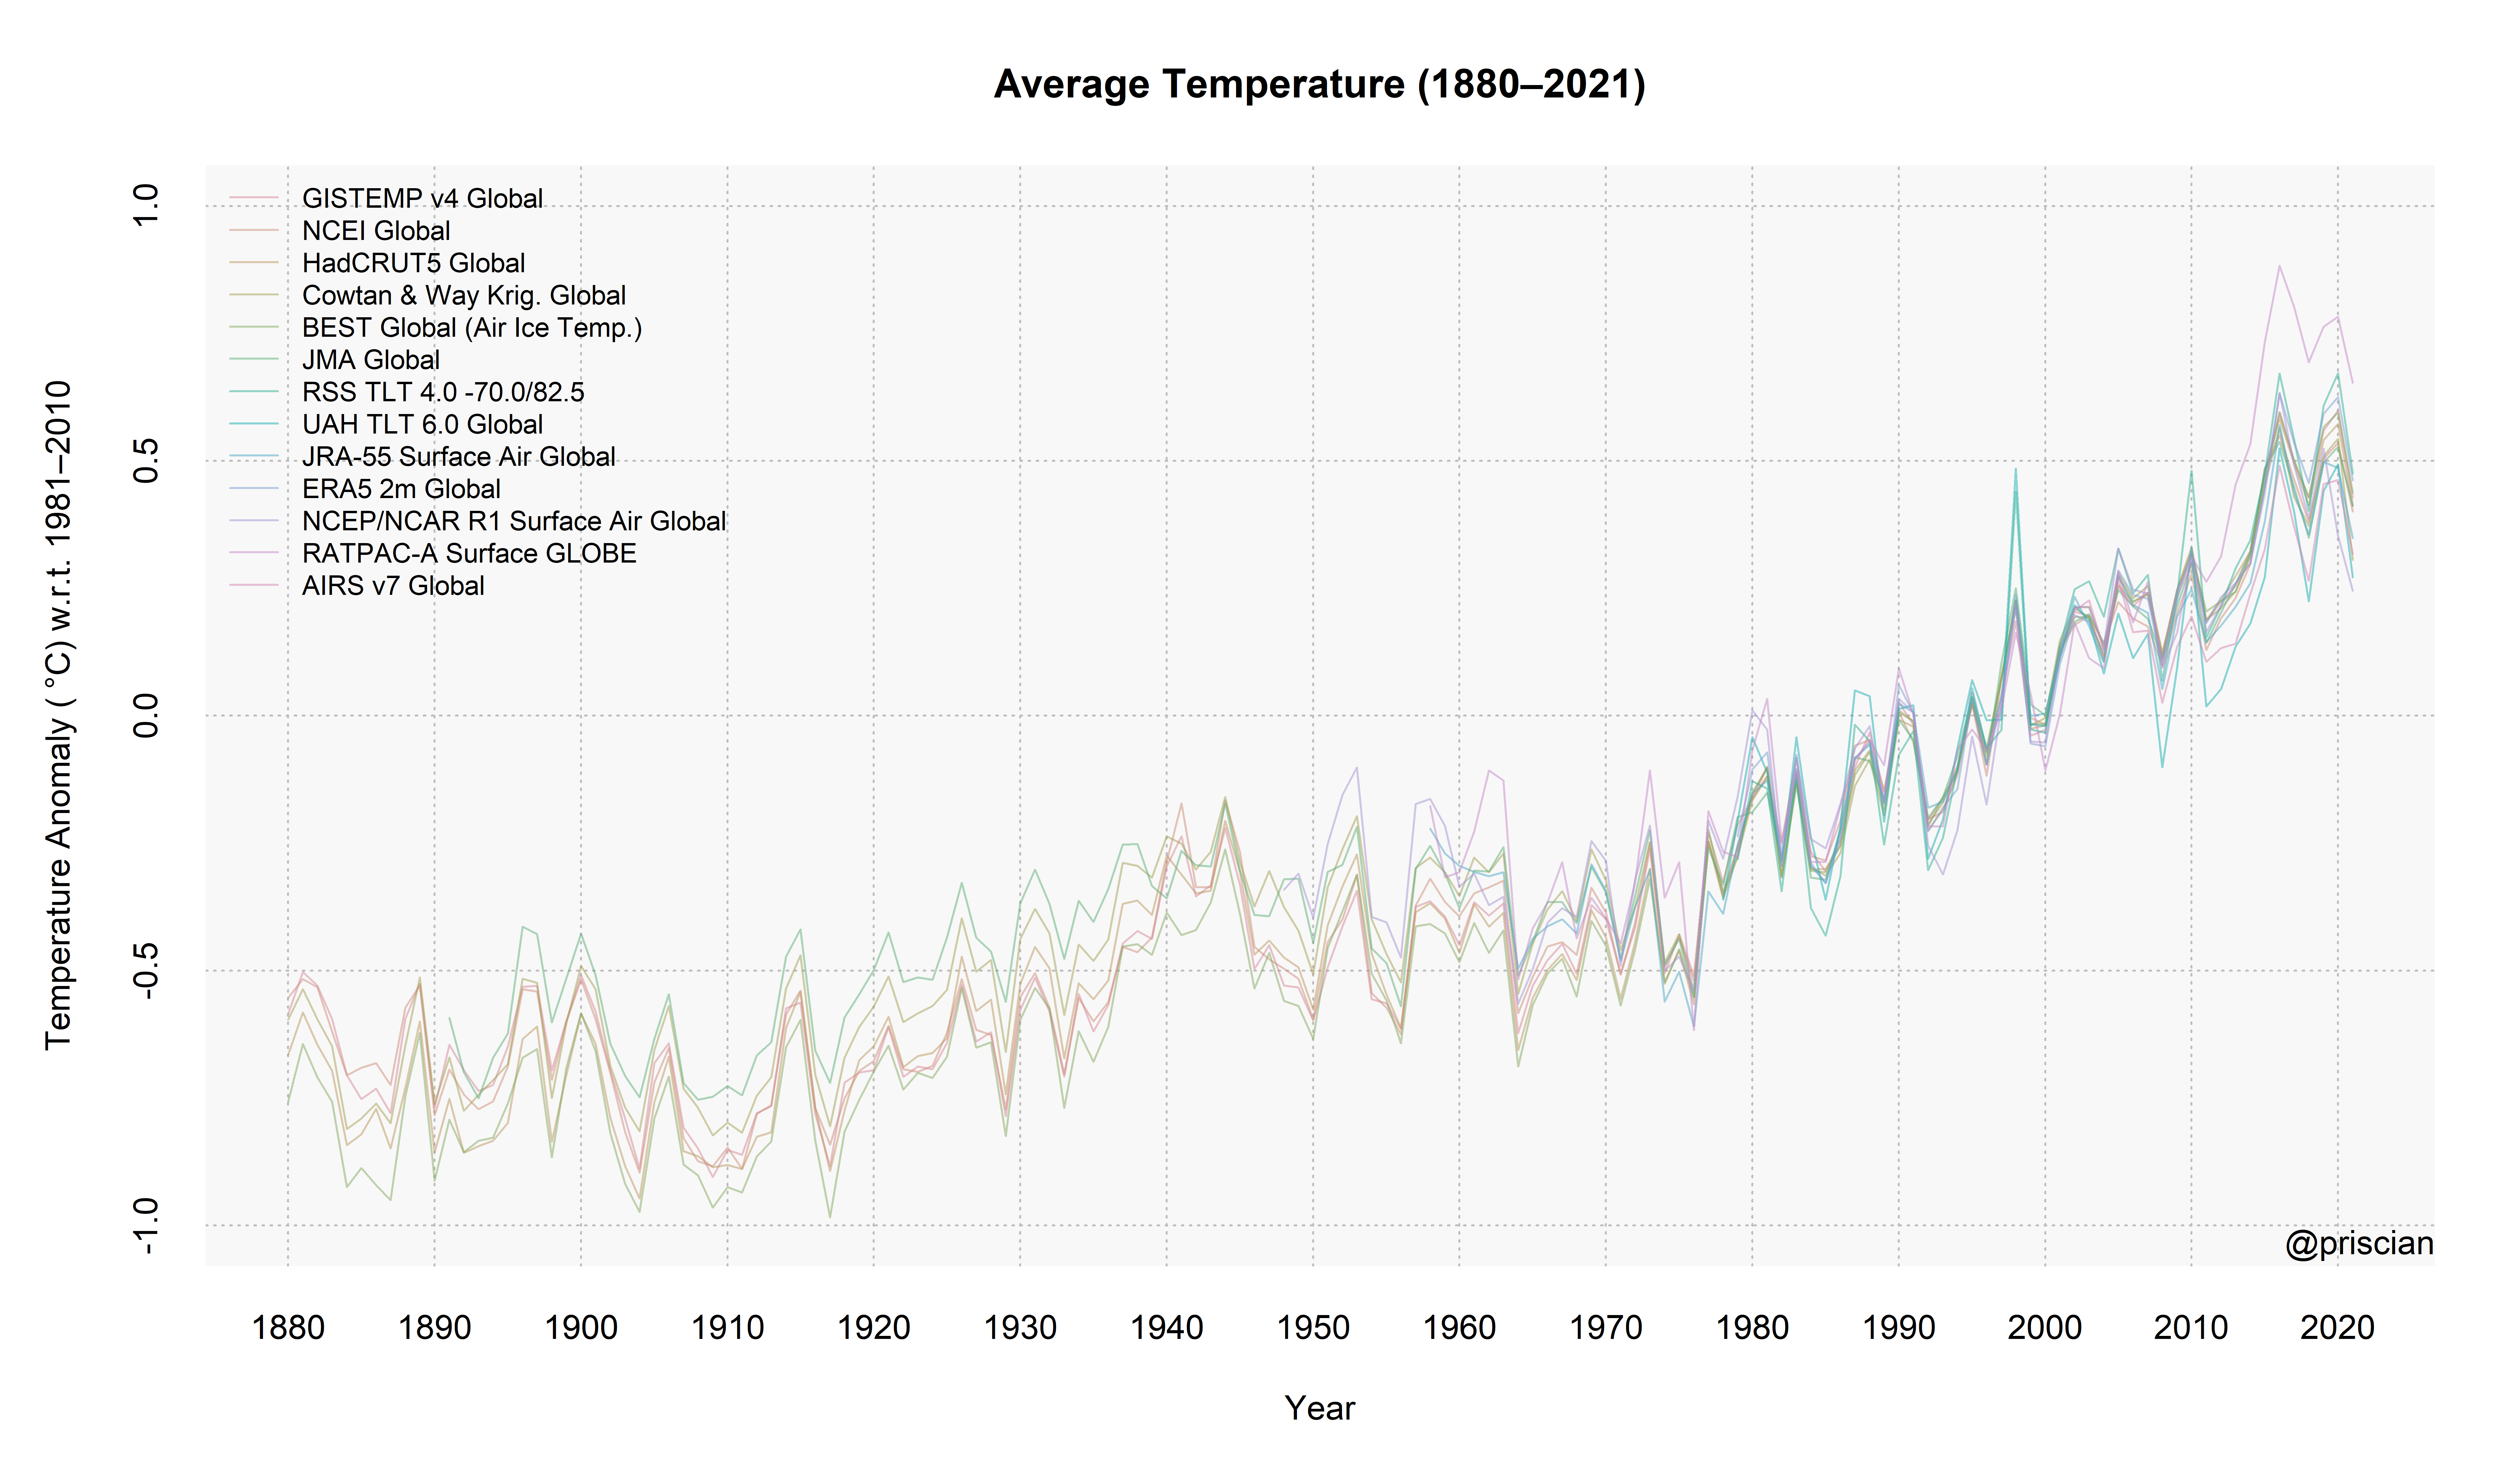 Average Temperature (1880–2021)
Temperature Anomaly ( °C) w.r.t. 1981–2010
1.0
0.5
0.0
-0.5
-1.0
GISTEMP v4 Global
NCEI Global
HadCRUT5 Global
Cowtan & Way Krig. Global
BEST Global (Air Ice Temp.)
JMA Global
RSS TLT 4.0 -70.0/82.5
UAH TLT 6.0 Global
JRA-55 Surface Air Global
ERA5 2m Global
NCEP/NCAR R1 Surface Air Global
RATPAC-A Surface GLOBE
AIRS v7 Global
@priscian
1880 1890 1900 1910 1920 1930 1940 1950 1960 1970 1980 1990 2000 2010 2020
Year